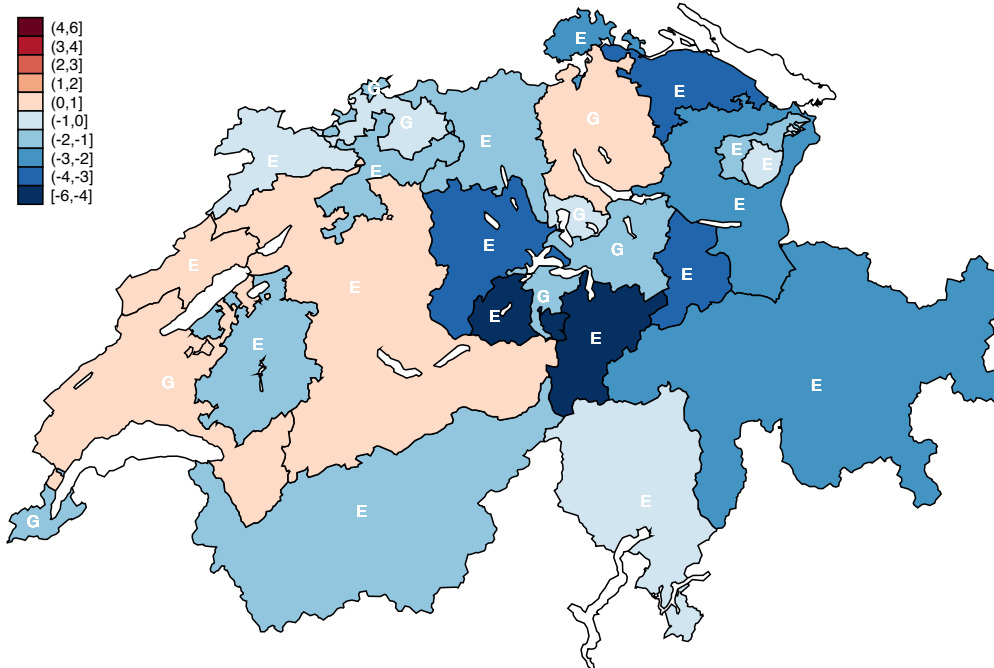 (4,6]
(3,4]
(2,3]
(1,2]
(0,1]
(-1,0]
(-2,-1]
(-3,-2]
(-4,-3]
[-6,-4]
E
E
G
G
G
E
E
E
E
E
E
G
E
E
G
E
E
E
G
E
E
E
G
E
E
G